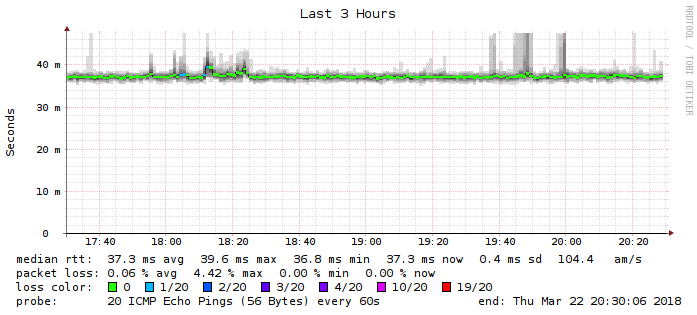 Last 3 Hours
RRDTOOL / TOBI OETIKER
Seconds
40 m
30 m
20 m
10 m
0
17:40 18:00 18:20 18:40 19:00 19:20 19:40 20:00 20:20
median rtt: 37.3 ms avg 39.6 ms max 36.8 ms min 37.3 ms now 0.4 ms sd 104.4 am/s
packet loss: 0.06 % avg 4.42 % max 0.00 % min 0.00 % now
loss color: 0 1/20 2/20 3/20 4/20 10/20 19/20
probe: 20 ICMP Echo Pings (56 Bytes) every 60s end: Thu Mar 22 20:30:06 2018